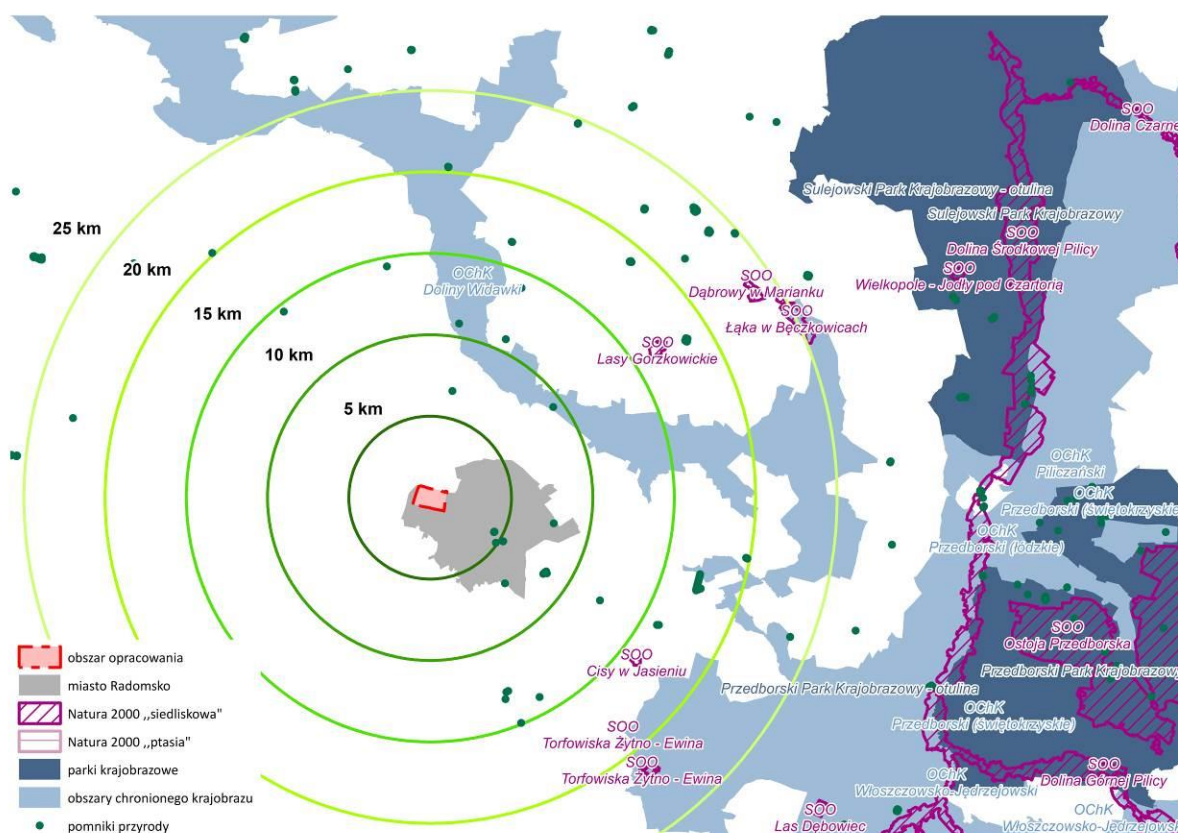 SOO
Dolina Czarne
Sulejowski Park Krajobrazowy - otulina
Sulejowski Park Krajobrazowy
25 km
SOO
Dolina Środkowej Pilicy
20 km
OChK
Doliny Widawki
SOO
Dąbrowy w Marianku
SOO
Wielkopole - Jodły pod Czartorią
15 km
SOO
Łąka w Bęczkowicach
10 km
SOO
Lasy Gorzkowickie
5 km
OChK
Piliczański
OChK
Przedborski (świętokrzyskie
OChK
Przedborski (łódzkie)
SOO
Ostoja Przedborska
SOO
Cisy w Jasieniu
Przedborski Park Krajobrazowy
Przedborski Park Krajobrazowy - otulina
OChK
Przedborski (świętokrzyskie)
SOO
Torfowiska Żytno - Ewina
SOO
Torfowiska Żytno - Ewina
SOO
Dolina Górnej Pilicy
OChK
Włoszczowsko-Jędrzejowski
SOO
Las Dębowiec
OChK
Włoszczowsko-Jędrzejowsk
obszar opracowania
miasto Radomsko
Natura 2000 ,,siedliskowa"
Natura 2000 ,,ptasia"
parki krajobrazowe
obszary chronionego krajobrazu
pomniki przyrody